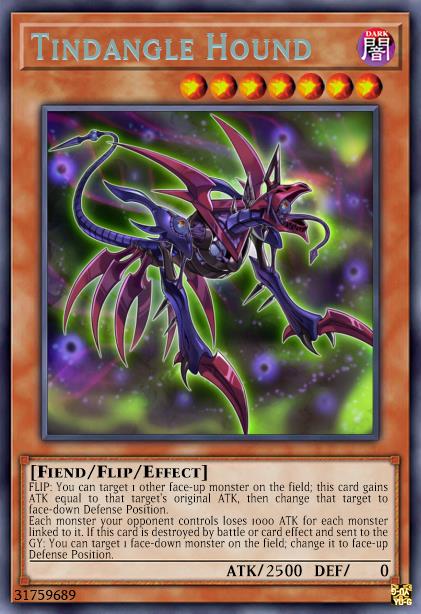 TINDANGLE HOUND
DARK
闇
[FIEND/FLIP/EFFECT]
FLIP: You can target 1 other face-up monster on the field; this card gains
ATK equal to that target's original ATK, then change that target to
face-down Defense Position.
Each monster your opponent controls loses 1000 ATK for each monster
linked to it. If this card is destroyed by battle or card effect and sent to the
GY: You can target 1 face-down monster on the field; change it to face-up
Defense Position.
ATK/2500 DEF/ 0
31759689